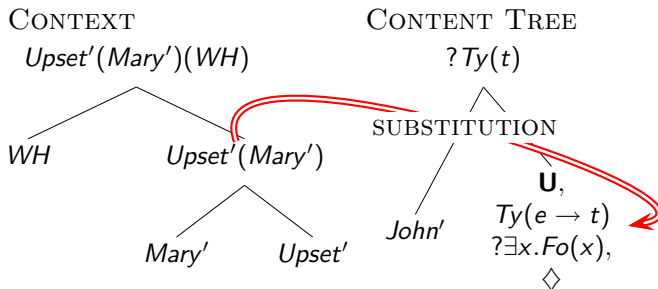 CONTEXT
CONTENT TREE
Upset′(Mary′)(WH)
?Ty(t)
SUBSTITUTION
WH
Upset′(Mary′)
U,
Ty(e → t)
John′
?∃x.Fo(x),
Mary′
Upset′
◇